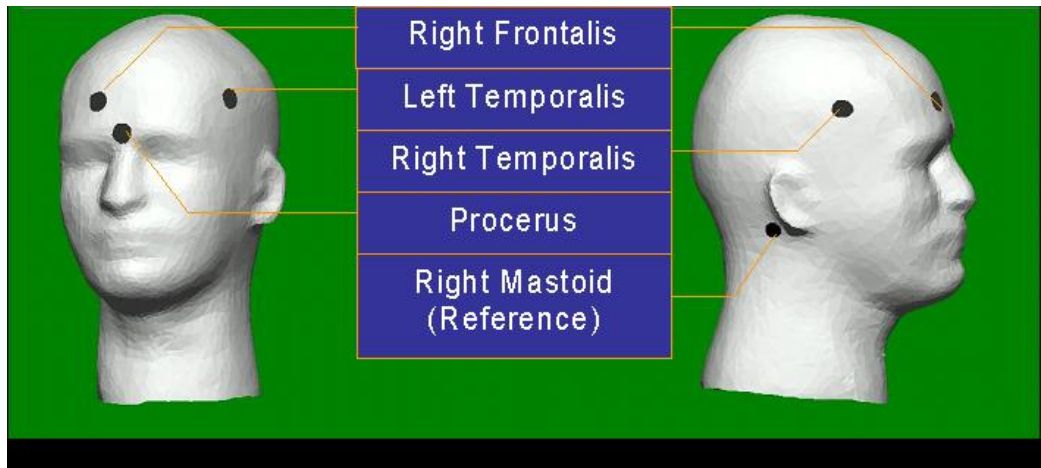 Right Frontalis
Left Temporalis
Right Temporalis
Procerus
Right Mastoid
(Reference)